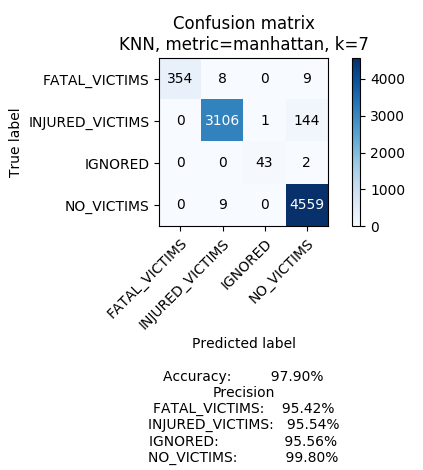 Confusion matrix
KNN, metric=manhattan, k=7
True label
FATAL_VICTIMS 354 8 0 9
INJURED_VICTIMS 0 3106 1 144
IGNORED 0 0 43 2
NO_VICTIMS 0 9 0 4559
4000
3000
2000
1000
0
FATAL_VICTIMS INJURED_VICTIMS IGNORED NO_VICTIMS
Predicted label
Accuracy: 97.90%
Precision
FATAL_VICTIMS: 95.42%
INJURED_VICTIMS: 95.54%
IGNORED: 95.56%
NO_VICTIMS: 99.80%